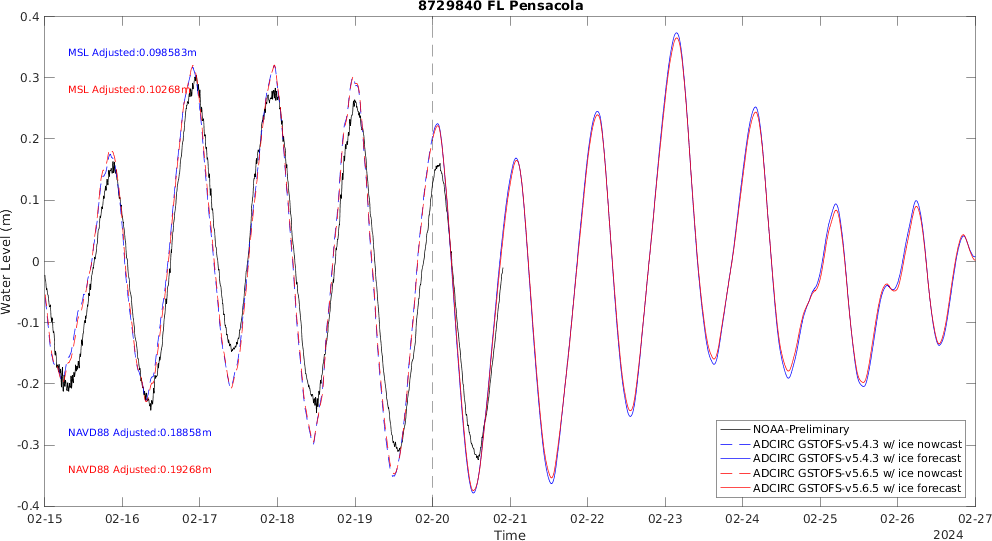 8729840 FL Pensacola
0.4
0.3
0.2
0.1
0
-0.1
-0.2
-0.3
-0.4
Water Level (m)
MSL Adjusted:0.098583m
MSL Adjusted:0.10268m
NAVD88 Adjusted:0.18858m
NAVD88 Adjusted:0.19268m
NOAA-Preliminary
ADCIRC GSTOFS-v5.4.3 w/ ice nowcast
ADCIRC GSTOFS-v5.4.3 w/ ice forecast
ADCIRC GSTOFS-v5.6.5 w/ ice nowcast
ADCIRC GSTOFS-v5.6.5 w/ ice forecast
02-15 02-16 02-17 02-18 02-19 02-20 02-21 02-22 02-23 02-24 02-25 02-26 02-27
Time
2024